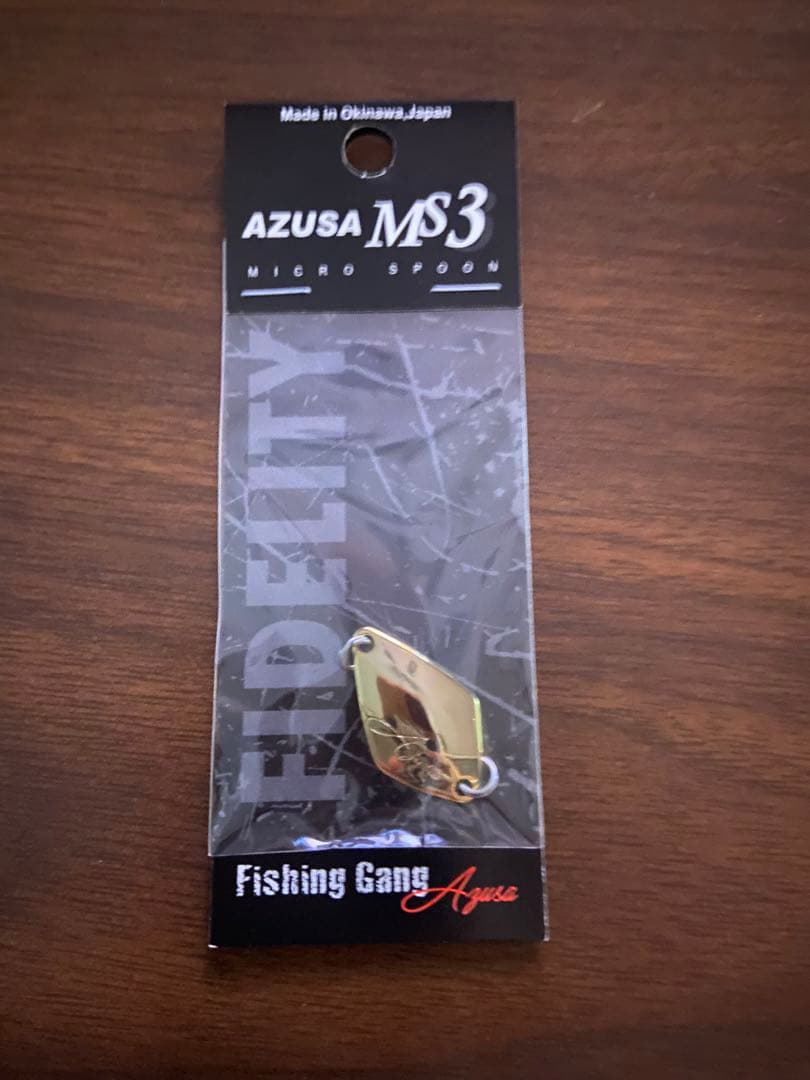 Made in Okinawa,Japan
AZUSA MS3
MICRO SPOON
FIDELITY
Fishing Gang Azusa